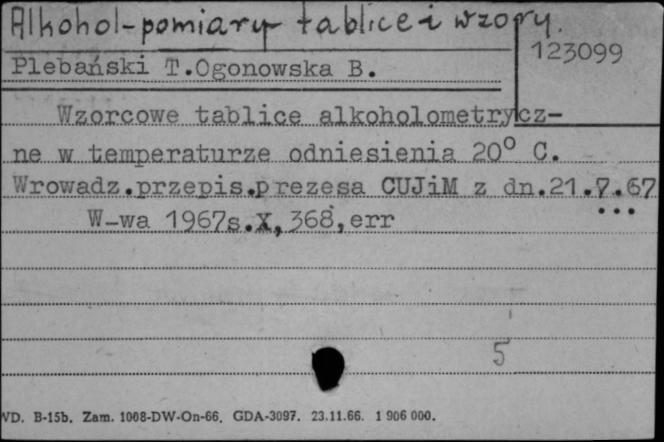 Alkohol-pomiary tablice i wzory.
123099
Plebański T.Ogonowska B.
Wzorcowe tablice alkoholometrycz-
ne w temperaturze odniesienia 20° C.
Wrowadz.przepis.prezesa CUJiM z dn.21.7.67
...
W-wa 1967s.X,368,err
5
WD. B-15b. Zam. 1008-DW-On-66. GDA-3097. 23.11.66. 1 906 000.